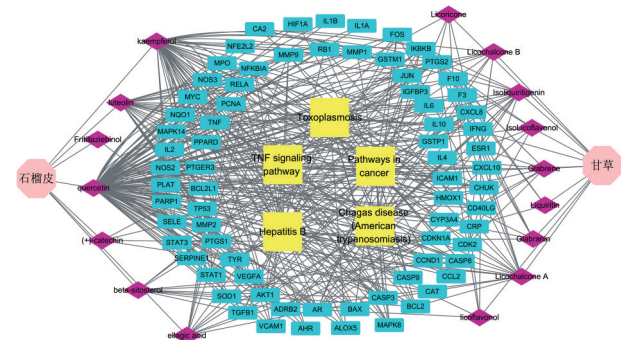 kaempferol
luteolin
Fritillaziebinol
quercetin
(+)-catechin
beta-sitosterol
ellagic acid
石榴皮
CA2
HIF1A
IL1B
IL1A
FOS
NFE2L2
MMP9
RB1
MMP1
GSTM1
IKBKB
MPO
NFKBIA
JUN
PTGS2
NOS3
RELA
IGFBP3
F10
MYC
PCNA
IL6
F3
NQO1
TNF
CXCL8
MAPK14
PPARD
IL10
IFNG
IL2
GSTP1
ESR1
NOS2
PTGER3
IL4
CXCL10
PLAT
BCL2L1
ICAM1
CHUK
PARP1
TP53
HMOX1
CD40LG
SELE
MMP2
CYP3A4
CRP
STAT3
PTGS1
CDKN1A
CDK2
SERPINE1
TYR
CCND1
CASP8
STAT1
VEGFA
CASP9
CCL2
SOD1
AKT1
CASP3
CAT
TGFB1
ADRB2
AR
BAX
BCL2
VCAM1
AHR
ALOX5
MAPK8
Toxoplasmosis
TNF signaling
pathway
Pathways in
cancer
Hepatitis B
Chagas disease
(American
trypanosomiasis)
Licoricone
Licochalcone B
Isoliquiritigenin
IsoLicoflavonol
Glabrene
Liquiritin
Glabranin
Licochalcone A
licoflavonol
甘草